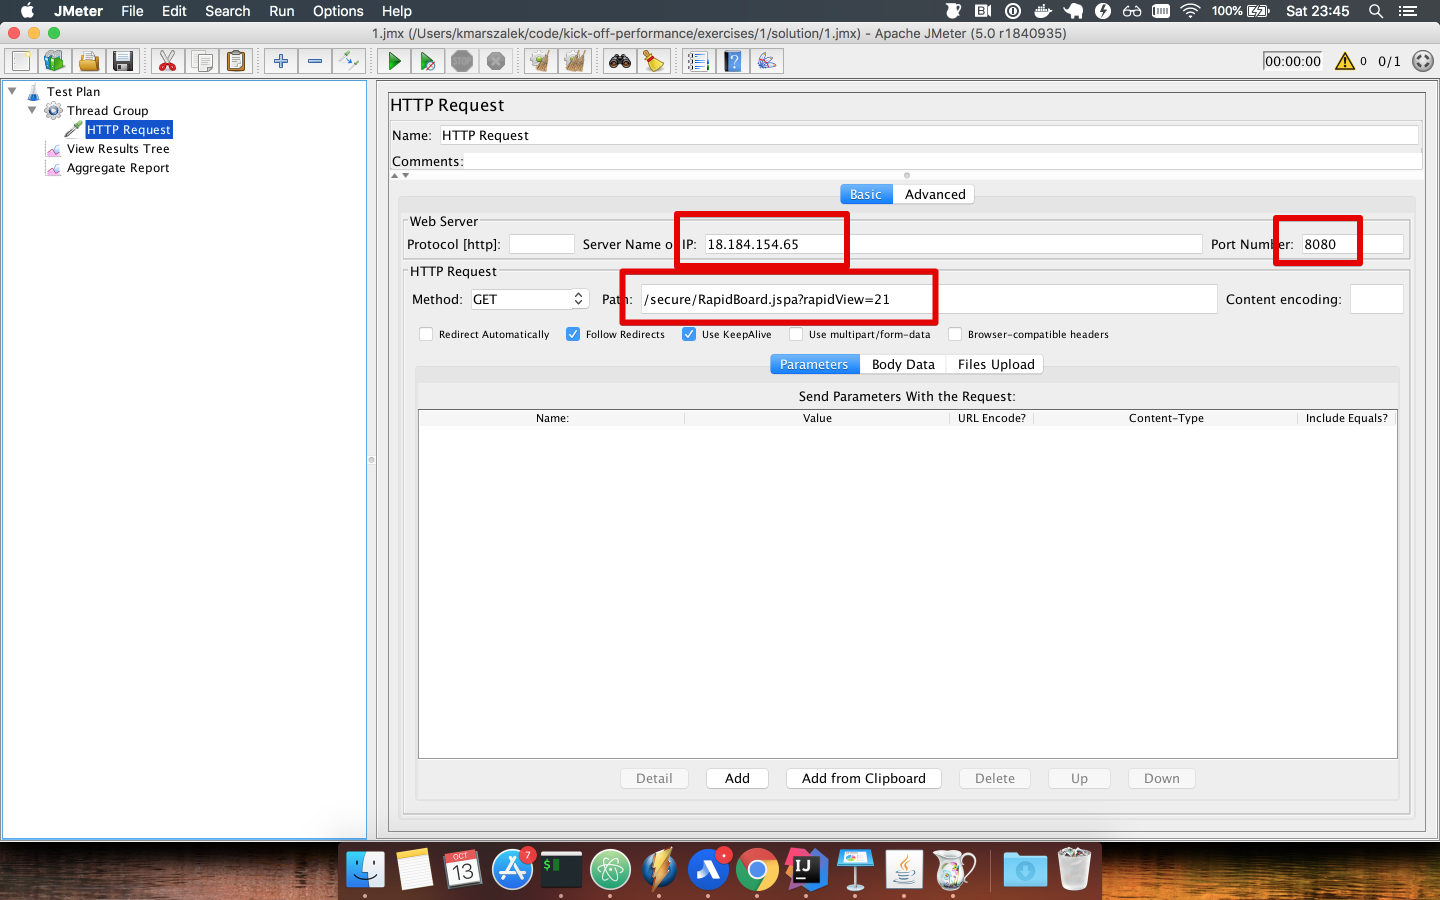 JMeter File Edit Search Run Options Help 100% Sat 23:45
1.jmx (/Users/kmarszalek/code/kick-off-performance/exercises/1/solution/1.jmx) - Apache JMeter (5.0 r1840935)
00:00:00 0 0/1
Test Plan
Thread Group
HTTP Request
View Results Tree
Aggregate Report
HTTP Request
Name: HTTP Request
Comments:
Basic Advanced
Web Server
Protocol [http]: Server Name o IP: 18.184.154.65 Port Number: 8080
HTTP Request
Method: GET Path: /secure/RapidBoard.jspa?rapidView=21 Content encoding:
Redirect Automatically Follow Redirects Use KeepAlive Use multipart/form-data Browser-compatible headers
Parameters Body Data Files Upload
Send Parameters With the Request:
Name: Value URL Encode? Content-Type Include Equals?
Detail Add Add from Clipboard Delete Up Down
OCT
13
7
$
IJ